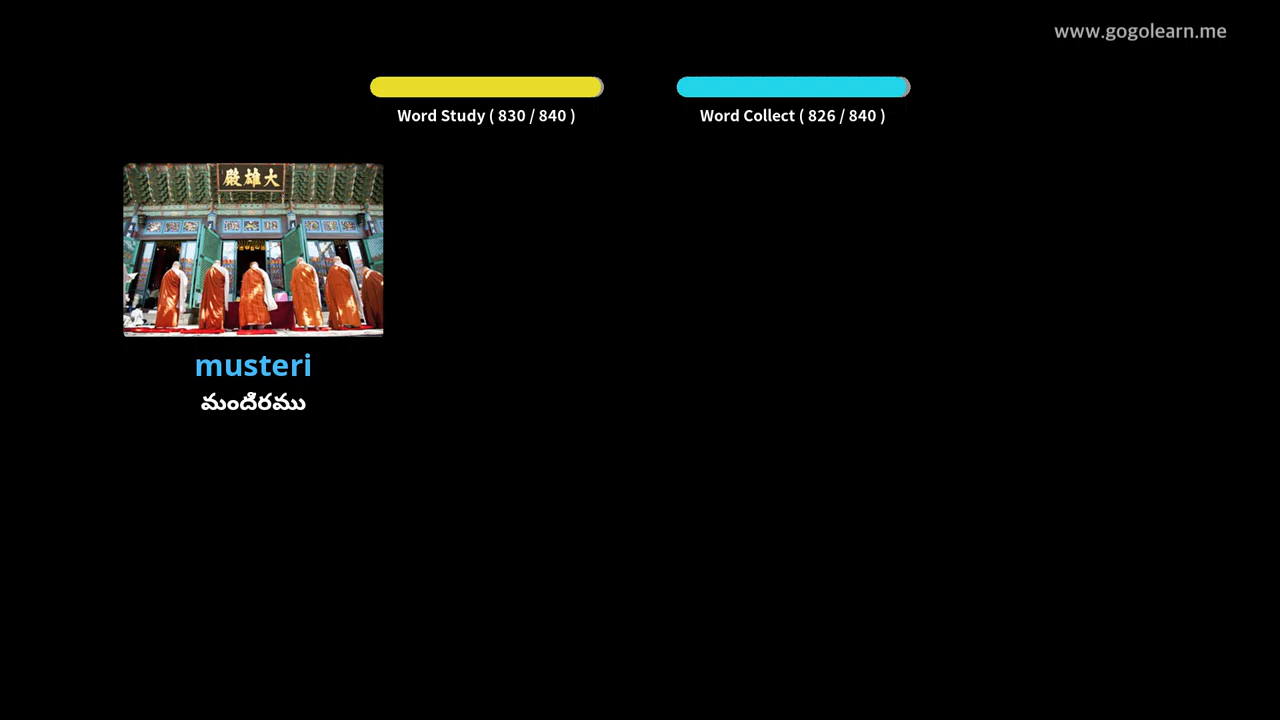 www.gogolearn.me
Word Study ( 830 / 840 )
Word Collect ( 826 / 840 )
殿雄大
musteri
మందిరము